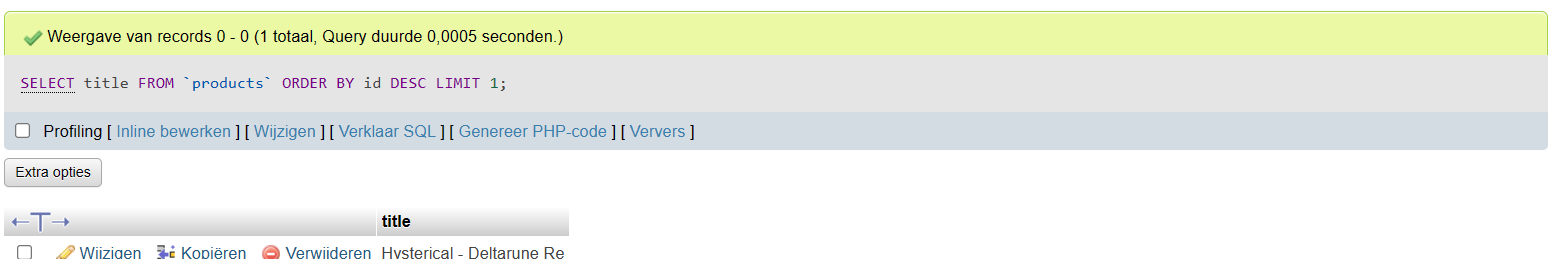 Weergave van records 0 - 0 (1 totaal, Query duurde 0,0005 seconden.)
SELECT title FROM `products` ORDER BY id DESC LIMIT 1;
Profiling [ Inline bewerken ] [ Wijzigen ] [ Verklaar SQL ] [ Genereer PHP-code ] [ Ververs ]
Extra opties
←T→ title
Wijzigen Kopiëren Verwijderen Hysterical - Deltarune Re